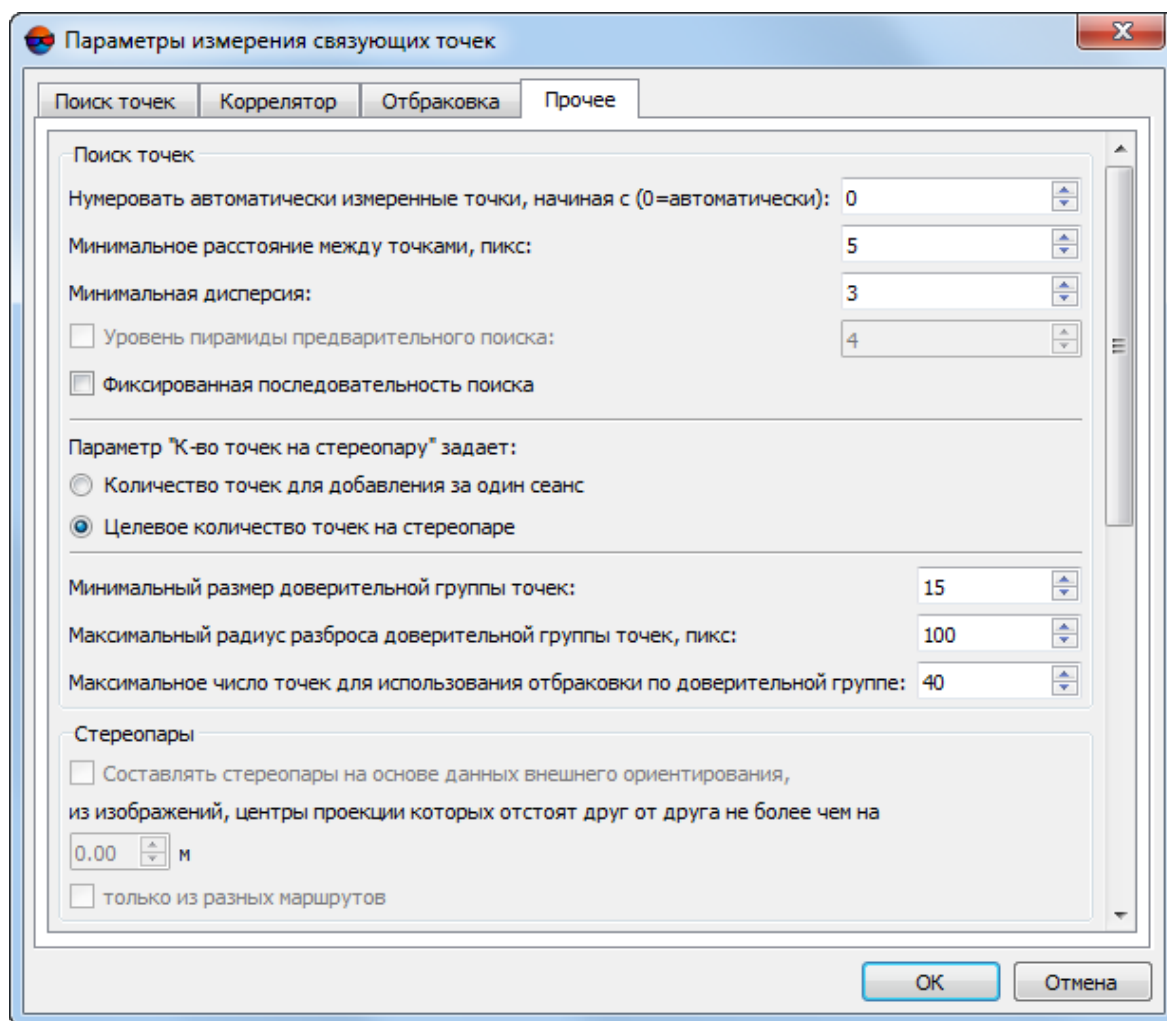 Параметры измерения связующих точек
Поиск точек Коррелятор Отбраковка Прочее
Поиск точек
Нумеровать автоматически измеренные точки, начиная с (0=автоматически): 0
Минимальное расстояние между точками, пикс: 5
Минимальная дисперсия: 3
Уровень пирамиды предварительного поиска: 4
Фиксированная последовательность поиска
Параметр "К-во точек на стереопару" задает:
Количество точек для добавления за один сеанс
Целевое количество точек на стереопаре
Минимальный размер доверительной группы точек: 15
Максимальный радиус разброса доверительной группы точек, пикс: 100
Максимальное число точек для использования отбраковки по доверительной группе: 40
Стереопары
Составлять стереопары на основе данных внешнего ориентирования,
из изображений, центры проекции которых отстоят друг от друга не более чем на
0.00 м
только из разных маршрутов
ОК Отмена